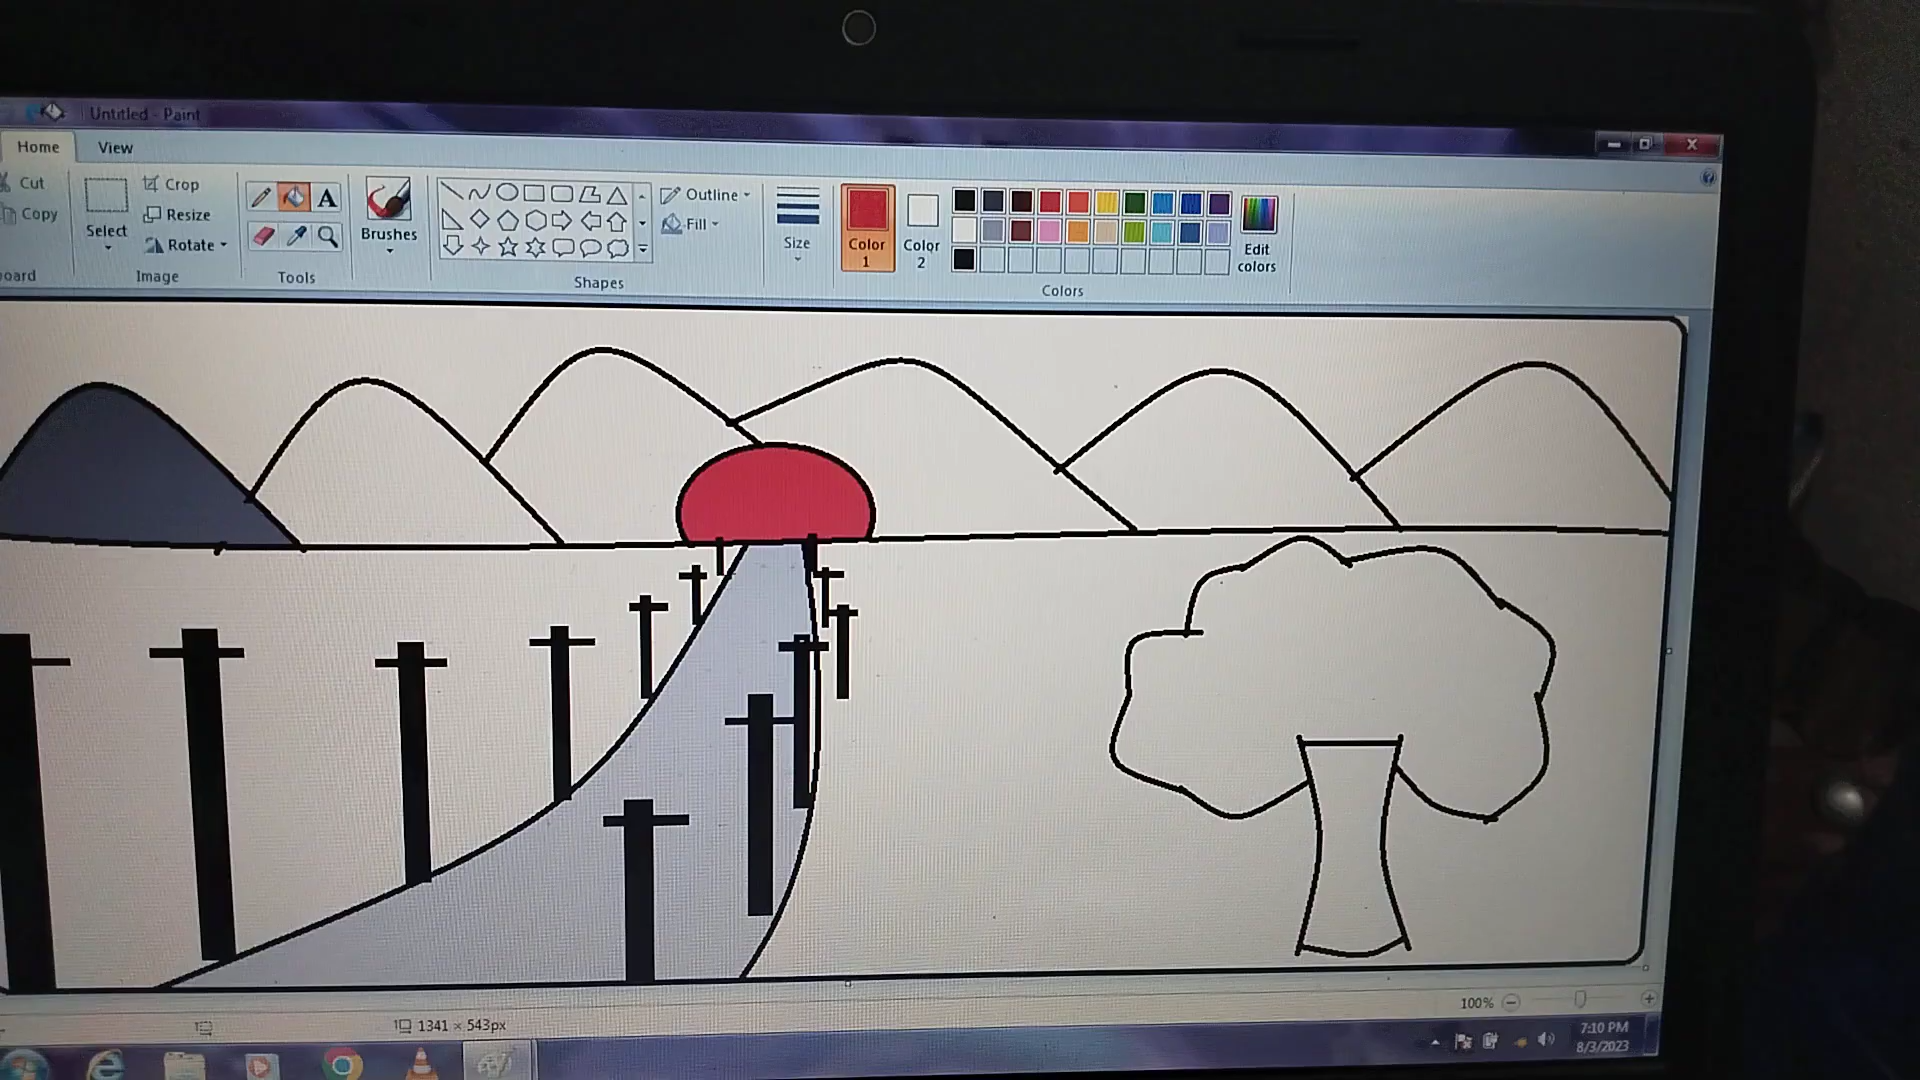 Untitled - Paint
Home View
Cut
Copy
Select
Crop
Resize
Rotate
Image
A
Tools
Brushes
Shapes
Outline
Fill
Size
Color 1
Color 2
Colors
Edit colors
100%
1341 × 543px
7:10 PM
8/3/2023